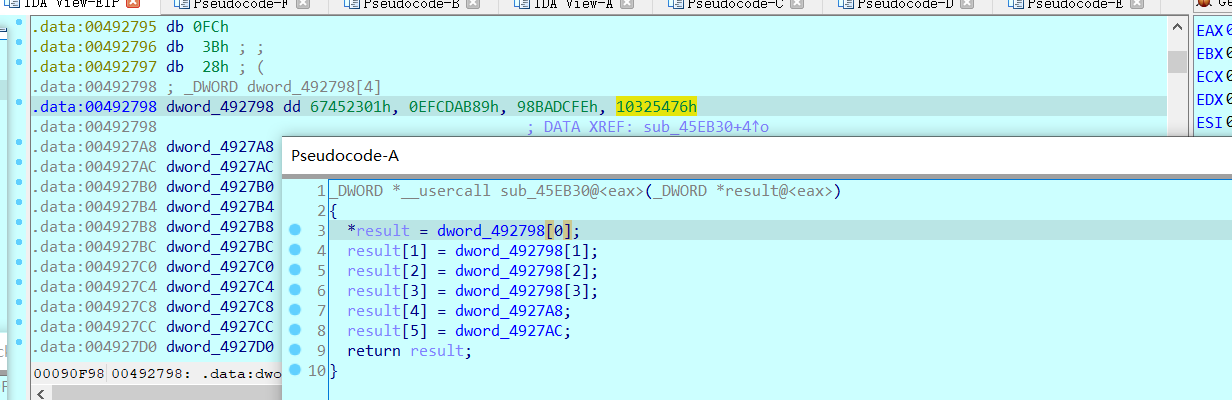 IDA View-EIP Pseudocode-F Pseudocode-B IDA View-A Pseudocode-C Pseudocode-D Pseudocode-E
.data:00492795 db 0FCh
.data:00492796 db 3Bh ; ;
.data:00492797 db 28h ; (
.data:00492798 ; _DWORD dword_492798[4]
.data:00492798 dword_492798 dd 67452301h, 0EFCDAB89h, 98BADCFEh, 10325476h
.data:00492798 ; DATA XREF: sub_45EB30+4↑o
.data:004927A8 dword_4927A8
.data:004927AC dword_4927AC
.data:004927B0 dword_4927B0
.data:004927B4 dword_4927B4
.data:004927B8 dword_4927B8
.data:004927BC dword_4927BC
.data:004927C0 dword_4927C0
.data:004927C4 dword_4927C4
.data:004927C8 dword_4927C8
.data:004927CC dword_4927CC
.data:004927D0 dword_4927D0
00090F98 00492798: .data:dwo
Pseudocode-A
1 _DWORD *__usercall sub_45EB30@<eax>(_DWORD *result@<eax>)
2 {
3 *result = dword_492798[0];
4 result[1] = dword_492798[1];
5 result[2] = dword_492798[2];
6 result[3] = dword_492798[3];
7 result[4] = dword_4927A8;
8 result[5] = dword_4927AC;
9 return result;
10 }
EAX 0
EBX 0
ECX 0
EDX 0
ESI 0